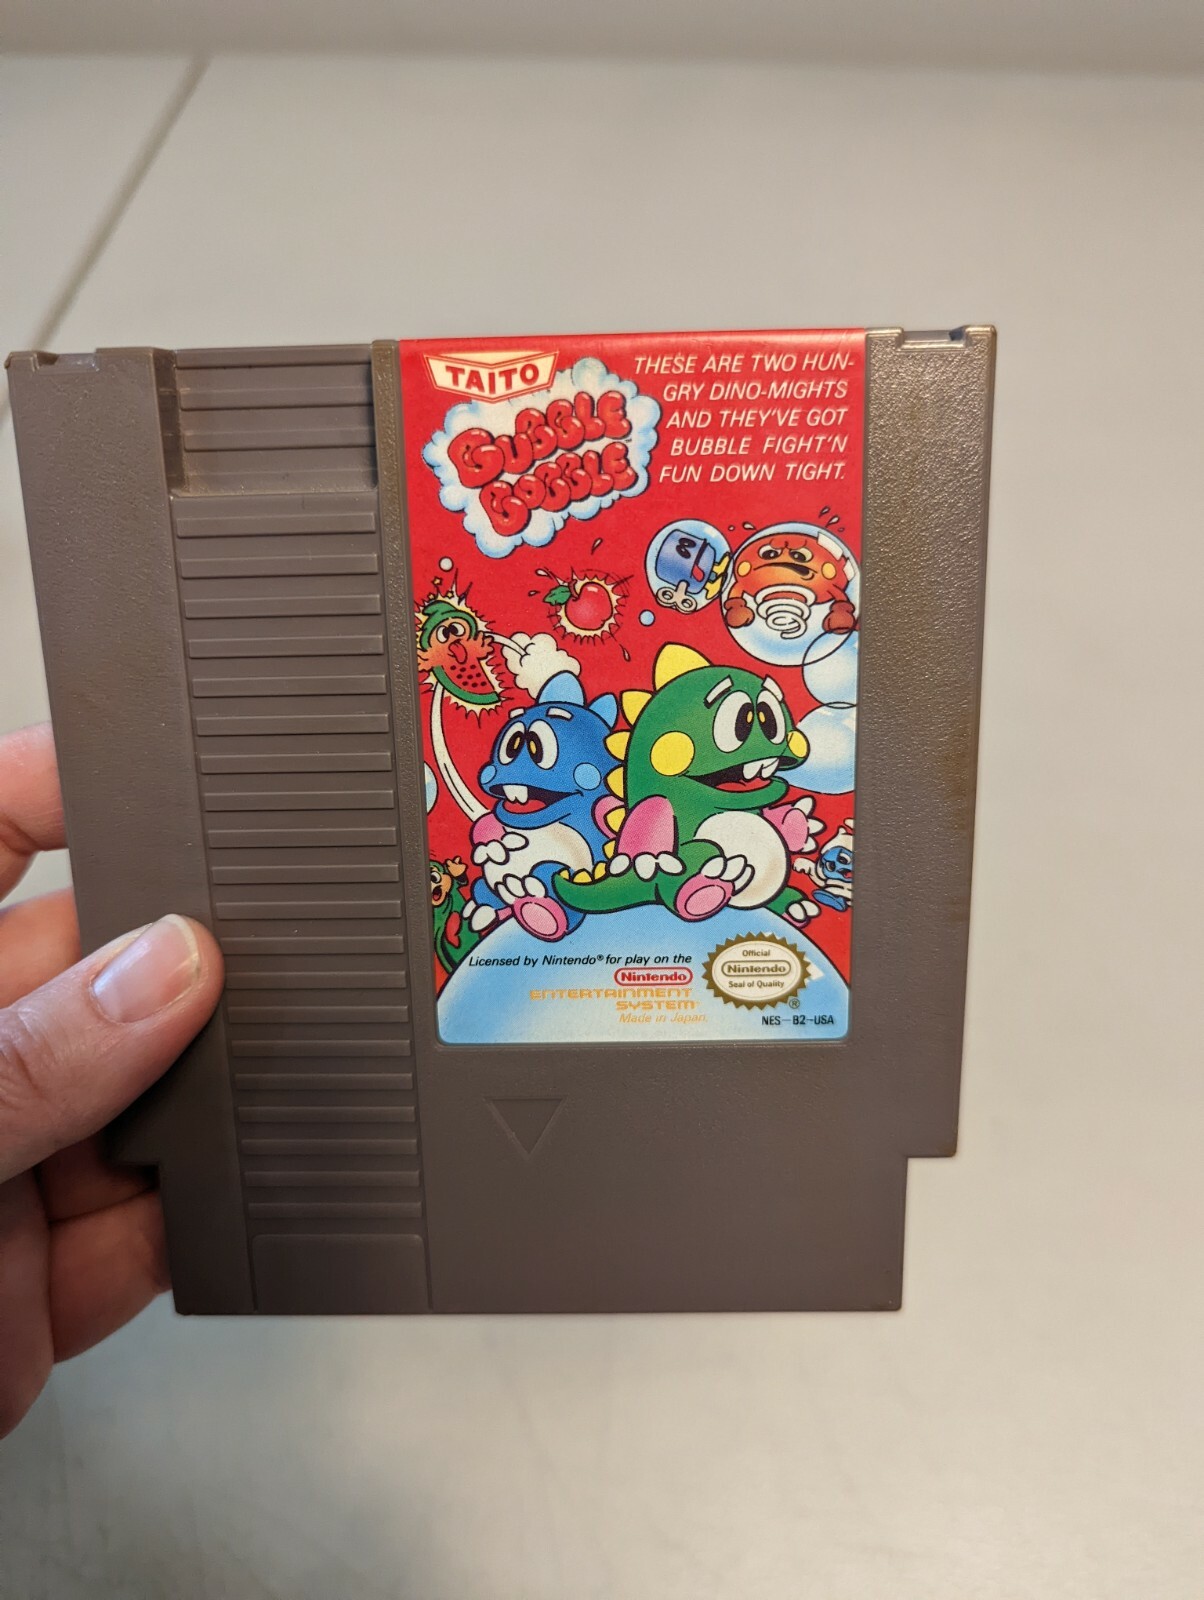 TAITO
BUBBLE
BOBBLE
THESE ARE TWO HUN-
GRY DINO-MIGHTS
AND THEY'VE GOT
BUBBLE FIGHT'N
FUN DOWN TIGHT.
Licensed by Nintendo® for play on the
Nintendo
ENTERTAINMENT
SYSTEM™
Made in Japan.
Official
Nintendo
Seal of Quality
®
NES-B2-USA